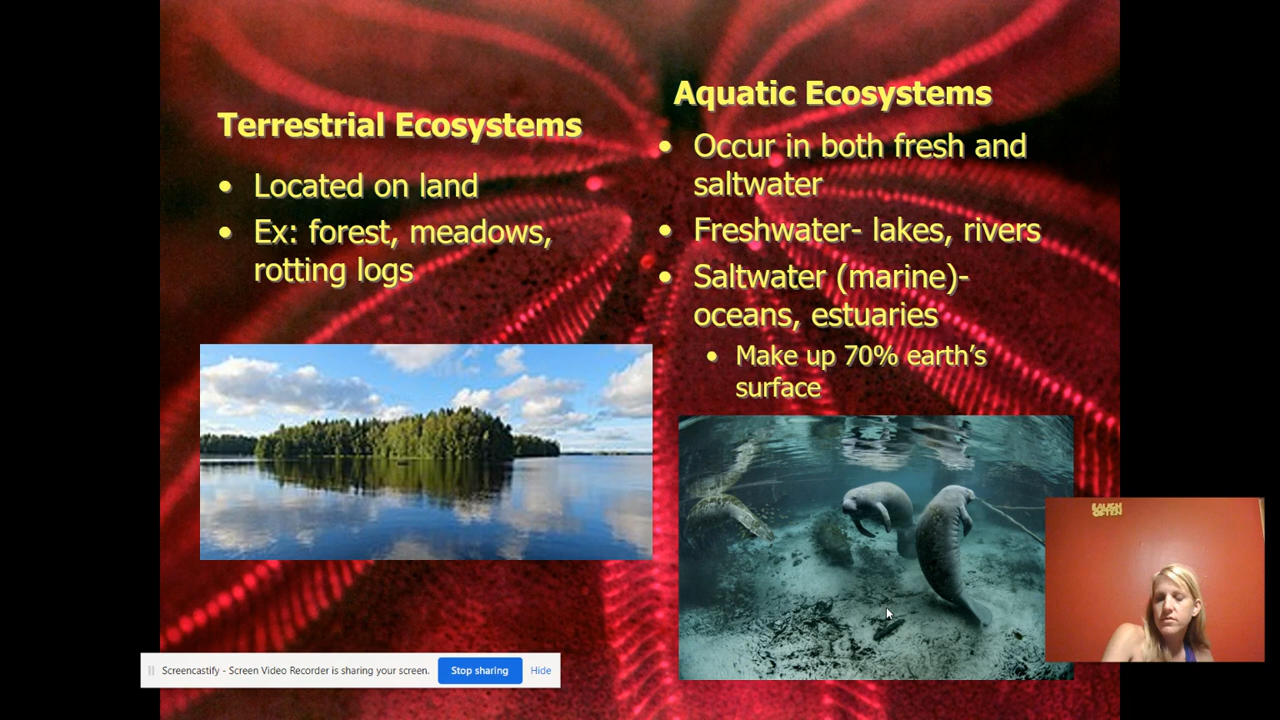 Terrestrial Ecosystems
• Located on land
• Ex: forest, meadows,
rotting logs
Aquatic Ecosystems
• Occur in both fresh and
saltwater
• Freshwater- lakes, rivers
• Saltwater (marine)-
oceans, estuaries
• Make up 70% earth's
surface
LAUGH
OFTEN
Screencastify - Screen Video Recorder is sharing your screen.
Stop sharing
Hide